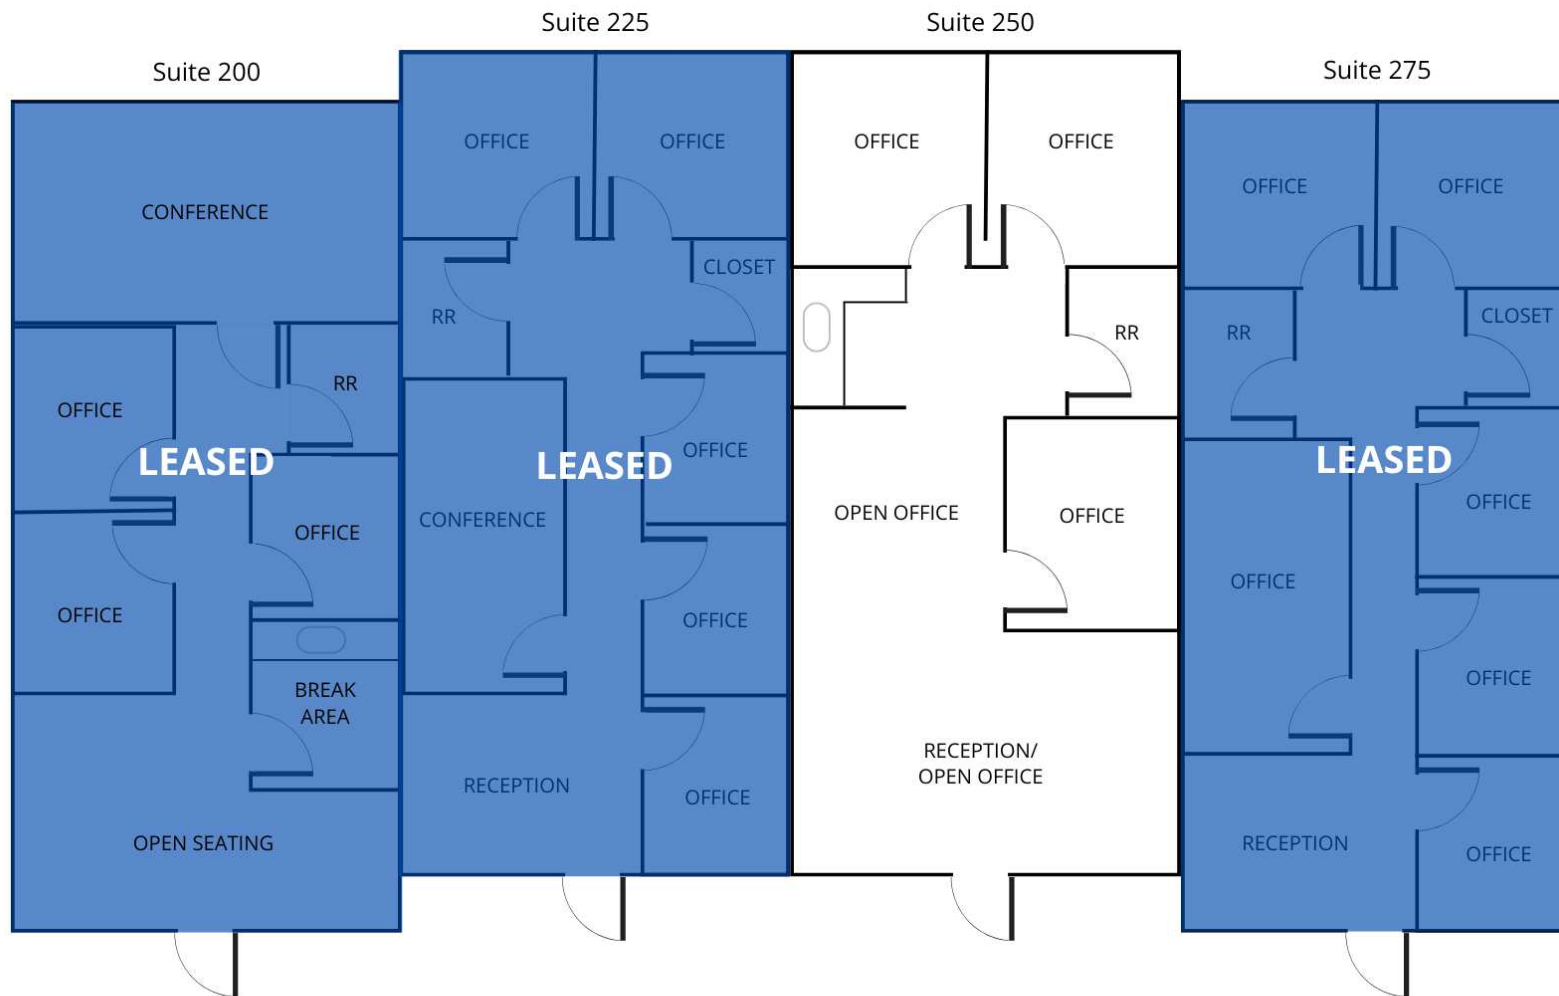 Suite 200
CONFERENCE
OFFICE
RR
LEASED
OFFICE
OFFICE
BREAK
AREA
OPEN SEATING
Suite 225
OFFICE
OFFICE
CLOSET
RR
OFFICE
LEASED
CONFERENCE
OFFICE
RECEPTION
OFFICE
Suite 250
OFFICE
OFFICE
RR
OPEN OFFICE
OFFICE
RECEPTION/
OPEN OFFICE
Suite 275
OFFICE
OFFICE
CLOSET
RR
LEASED
OFFICE
OFFICE
OFFICE
RECEPTION
OFFICE